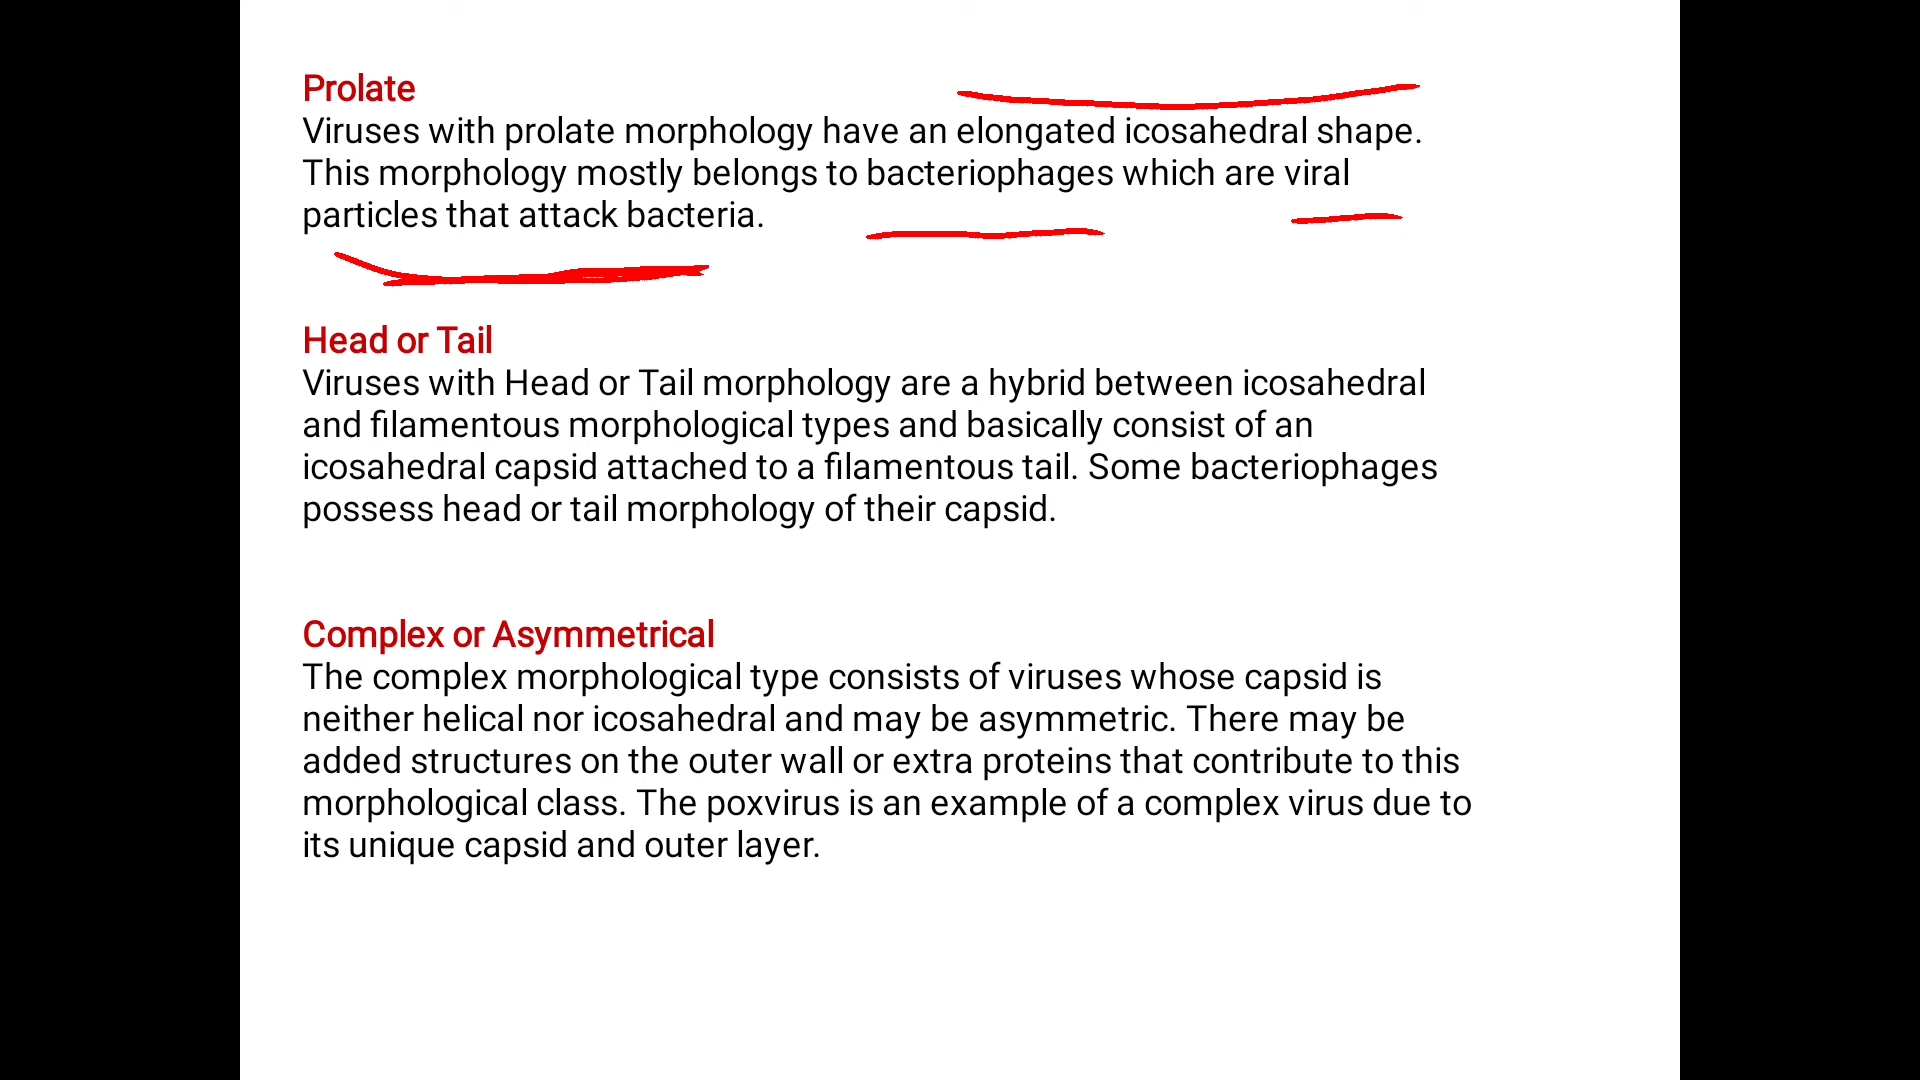 Prolate
Viruses with prolate morphology have an elongated icosahedral shape.
This morphology mostly belongs to bacteriophages which are viral
particles that attack bacteria.
Head or Tail
Viruses with Head or Tail morphology are a hybrid between icosahedral
and filamentous morphological types and basically consist of an
icosahedral capsid attached to a filamentous tail. Some bacteriophages
possess head or tail morphology of their capsid.
Complex or Asymmetrical
The complex morphological type consists of viruses whose capsid is
neither helical nor icosahedral and may be asymmetric. There may be
added structures on the outer wall or extra proteins that contribute to this
morphological class. The poxvirus is an example of a complex virus due to
its unique capsid and outer layer.